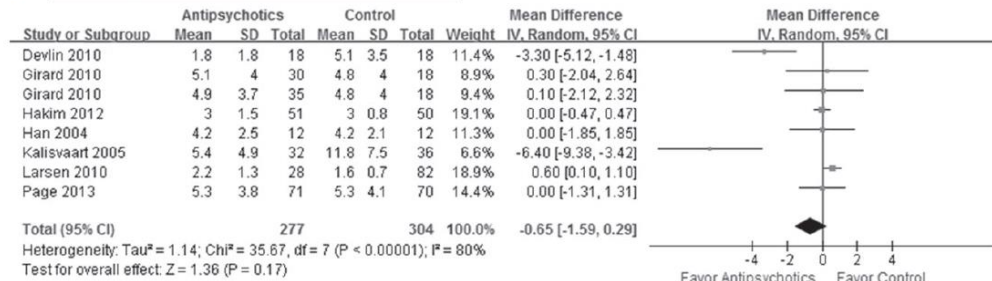 Antipsychotics Control Mean Difference Mean Difference
Study or Subgroup Mean SD Total Mean SD Total Weight IV, Random, 95% CI IV, Random, 95% CI
Devlin 2010 1.8 1.8 18 5.1 3.5 18 11.4% -3.30 [-5.12, -1.48]
Girard 2010 5.1 4 30 4.8 4 18 8.9% 0.30 [-2.04, 2.64]
Girard 2010 4.9 3.7 35 4.8 4 18 9.4% 0.10 [-2.12, 2.32]
Hakim 2012 3 1.5 51 3 0.8 50 19.1% 0.00 [-0.47, 0.47]
Han 2004 4.2 2.5 12 4.2 2.1 12 11.3% 0.00 [-1.85, 1.85]
Kalisvaart 2005 5.4 4.9 32 11.8 7.5 36 6.6% -6.40 [-9.38, -3.42]
Larsen 2010 2.2 1.3 28 1.6 0.7 82 18.9% 0.60 [0.10, 1.10]
Page 2013 5.3 3.8 71 5.3 4.1 70 14.4% 0.00 [-1.31, 1.31]
Total (95% CI) 277 304 100.0% -0.65 [-1.59, 0.29]
Heterogeneity: Tau² = 1.14; Chi² = 35.67, df = 7 (P < 0.00001); I² = 80%
Test for overall effect: Z = 1.36 (P = 0.17)
-4 -2 0 2 4
Favor Antipsychotics Favor Control